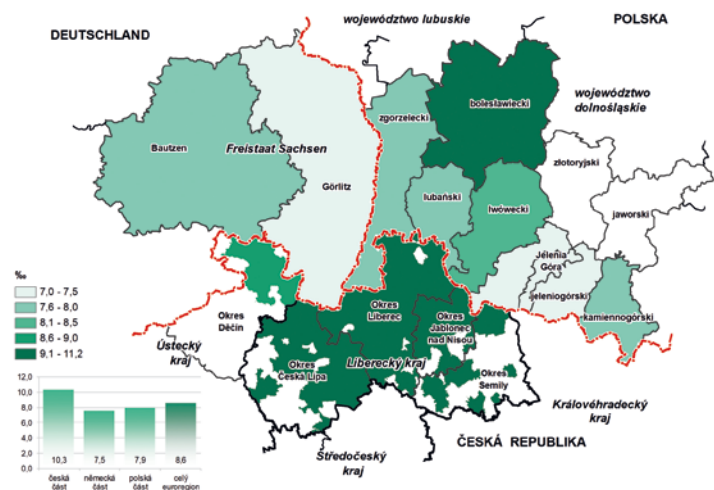 DEUTSCHLAND
województwo lubuskie
POLSKA
bolesławiecki
województwo
dolnośląskie
zgorzelecki
Bautzen
Freistaat Sachsen
złotoryjski
Görlitz
lubański
lwówecki
jaworski
Jelenia
Góra
jeleniogórski
kamiennogórski
‰
7,0 - 7,5
7,6 - 8,0
8,1 - 8,5
8,6 - 9,0
9,1 - 11,2
Okres
Děčín
Ústecký
kraj
Okres
Liberec
Okres
Jablonec
nad Nisou
Liberecký kraj
Okres
Česká Lípa
Okres
Semily
Královéhradecký
kraj
ČESKÁ REPUBLIKA
Středočeský
kraj
12,0
10,0
8,0
6,0
4,0
2,0
0,0
10,3
7,5
7,9
8,6
česká
část
německá
část
polská
část
celý
euroregion